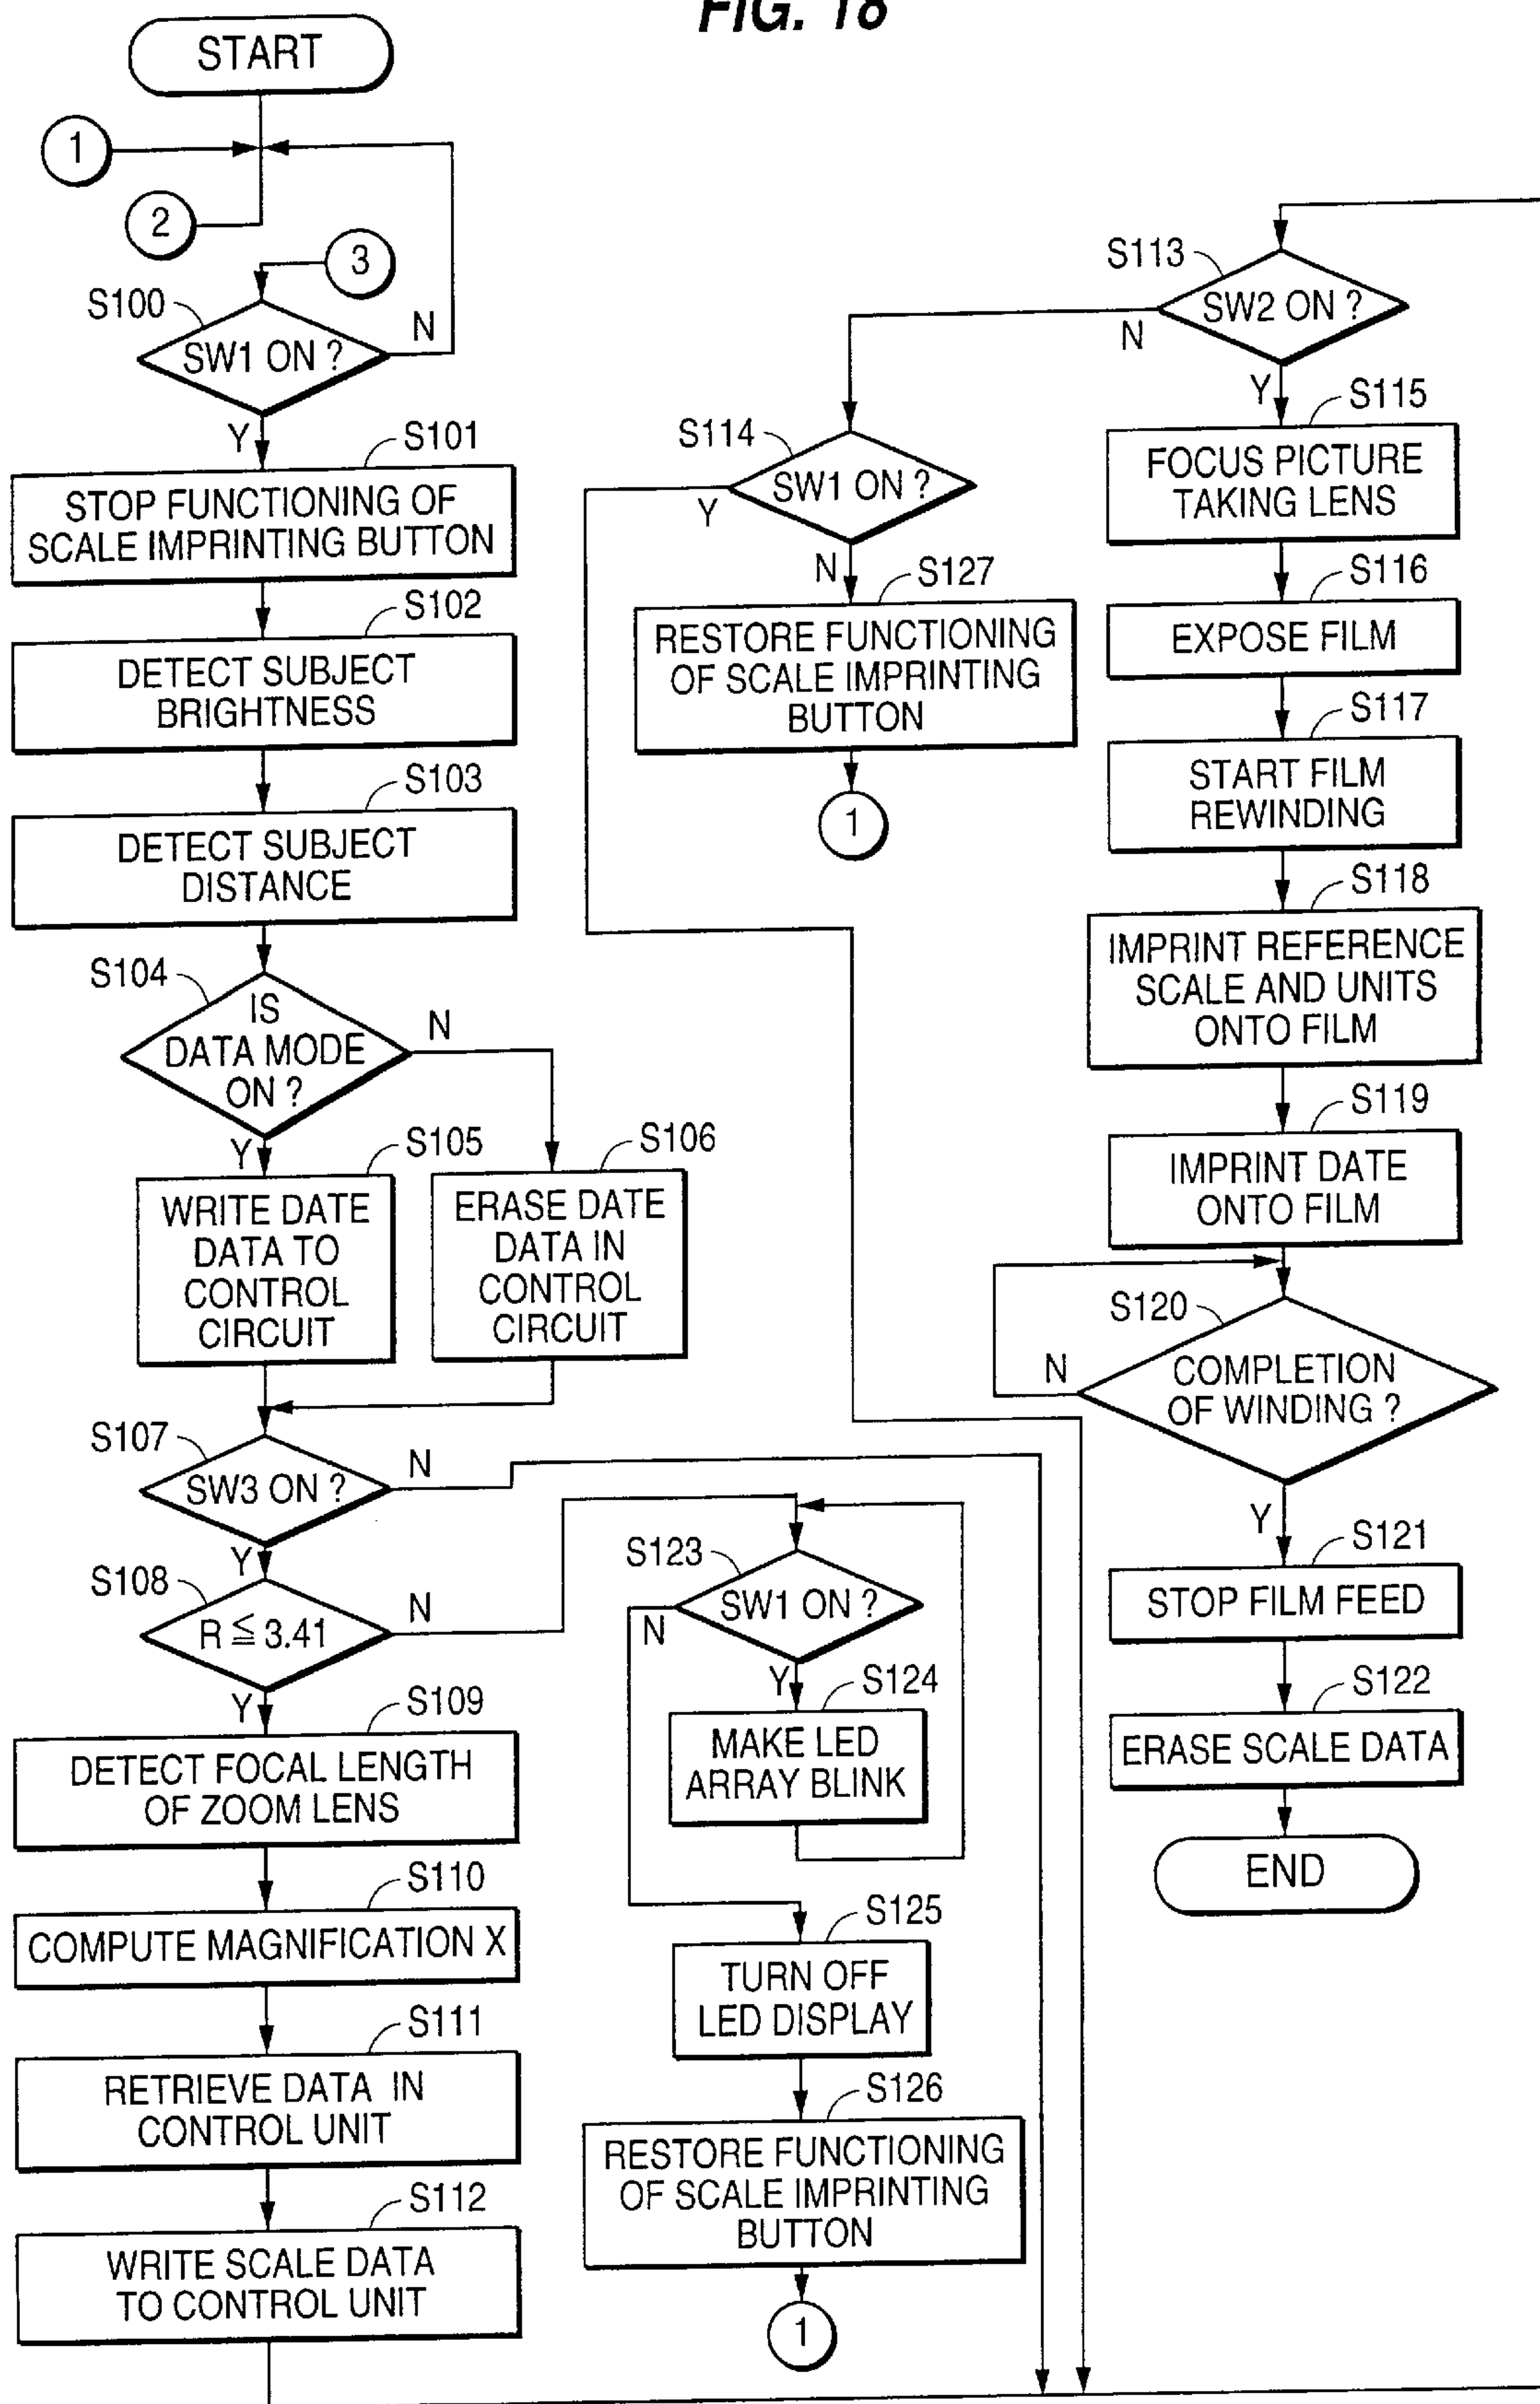 FIG. 18
START
1
2
3
S100
SW1 ON ?
N
Y
S101
STOP FUNCTIONING OF
SCALE IMPRINTING BUTTON
S102
DETECT SUBJECT
BRIGHTNESS
S103
DETECT SUBJECT
DISTANCE
S104
IS
DATA MODE
ON ?
N
Y
S105
WRITE DATE
DATA TO
CONTROL
CIRCUIT
S106
ERASE DATE
DATA IN
CONTROL
CIRCUIT
S107
SW3 ON ?
N
Y
S108
R ≦ 3.41
N
Y
S109
DETECT FOCAL LENGTH
OF ZOOM LENS
S110
COMPUTE MAGNIFICATION X
S111
RETRIEVE DATA IN
CONTROL UNIT
S112
WRITE SCALE DATA
TO CONTROL UNIT
S114
SW1 ON ?
Y
N
S127
RESTORE FUNCTIONING
OF SCALE IMPRINTING
BUTTON
1
S123
SW1 ON ?
N
Y
S124
MAKE LED
ARRAY BLINK
S125
TURN OFF
LED DISPLAY
S126
RESTORE FUNCTIONING
OF SCALE IMPRINTING
BUTTON
1
S113
SW2 ON ?
N
Y
S115
FOCUS PICTURE
TAKING LENS
S116
EXPOSE FILM
S117
START FILM
REWINDING
S118
IMPRINT REFERENCE
SCALE AND UNITS
ONTO FILM
S119
IMPRINT DATE
ONTO FILM
S120
COMPLETION
OF WINDING ?
N
Y
S121
STOP FILM FEED
S122
ERASE SCALE DATA
END